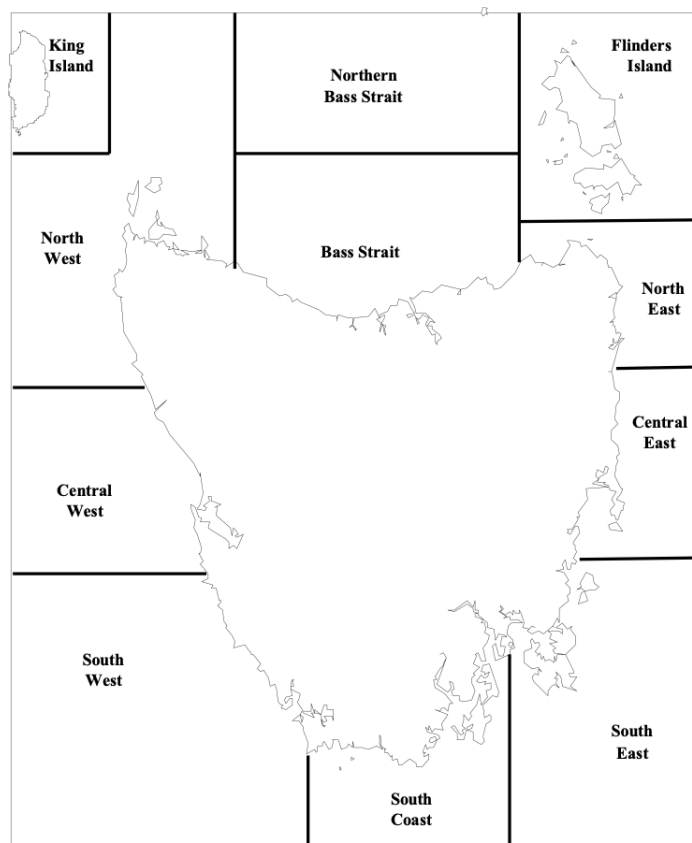 King
Island
Northern
Bass Strait
Flinders
Island
North
West
Bass Strait
North
East
Central
East
Central
West
South
West
South
East
South
Coast